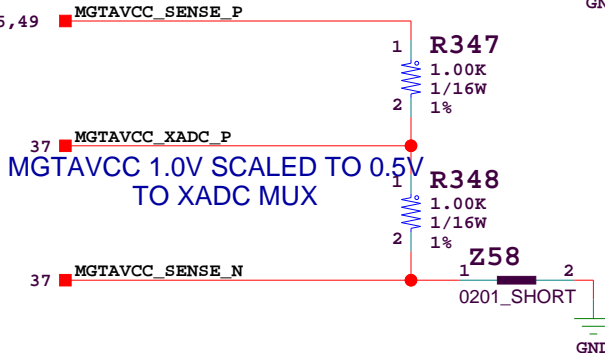 MGTAVCC_SENSE_P
,49
GN
1
R347
1.00K
1/16W
2
1%
37
MGTAVCC_XADC_P
MGTAVCC 1.0V SCALED TO 0.5V
TO XADC MUX
1
R348
1.00K
1/16W
2
1%
37
MGTAVCC_SENSE_N
1
Z58
2
0201_SHORT
GND